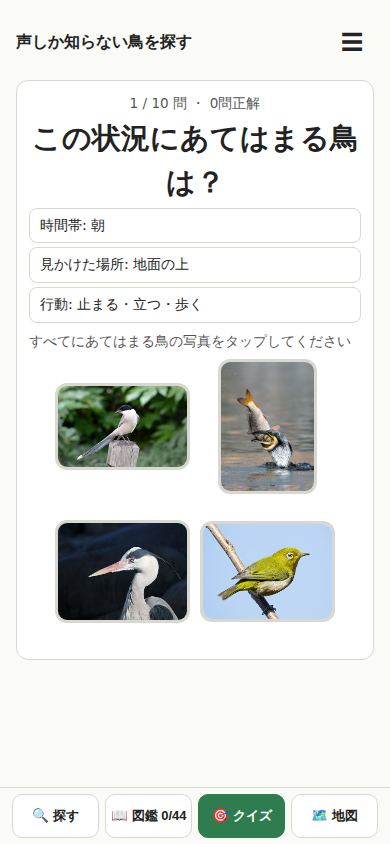 声しか知らない鳥を探す
☰
1 / 10 問 ・ 0問正解
この状況にあてはまる鳥
は？
時間帯: 朝
見かけた場所: 地面の上
行動: 止まる・立つ・歩く
すべてにあてはまる鳥の写真をタップしてください
🔍 探す
📖 図鑑 0/44
🎯 クイズ
🗺️ 地図